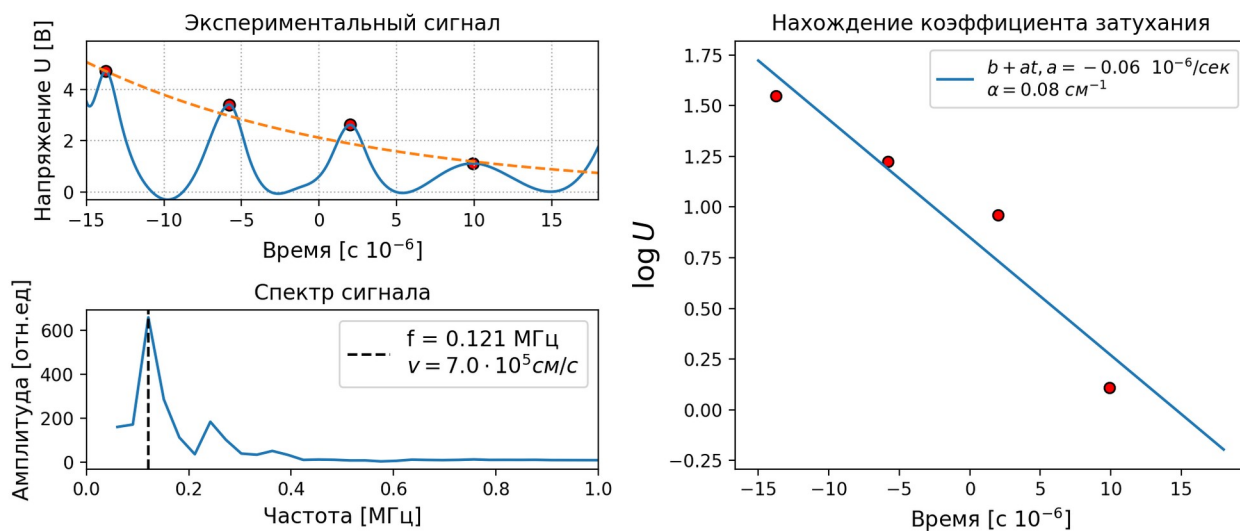 Экспериментальный сигнал
Напряжение U [В]
4
2
0
−15 −10 −5 0 5 10 15
Время [с 10⁻⁶]
Спектр сигнала
Амплитуда [отн.ед]
600
400
200
0
f = 0.121 МГц
v = 7.0 · 10⁵см/с
0.0 0.2 0.4 0.6 0.8 1.0
Частота [МГц]
Нахождение коэффициента затухания
log U
1.75
1.50
1.25
1.00
0.75
0.50
0.25
0.00
−0.25
b + at, a = −0.06 10⁻⁶/сек
α = 0.08 см⁻¹
−15 −10 −5 0 5 10 15
Время [с 10⁻⁶]